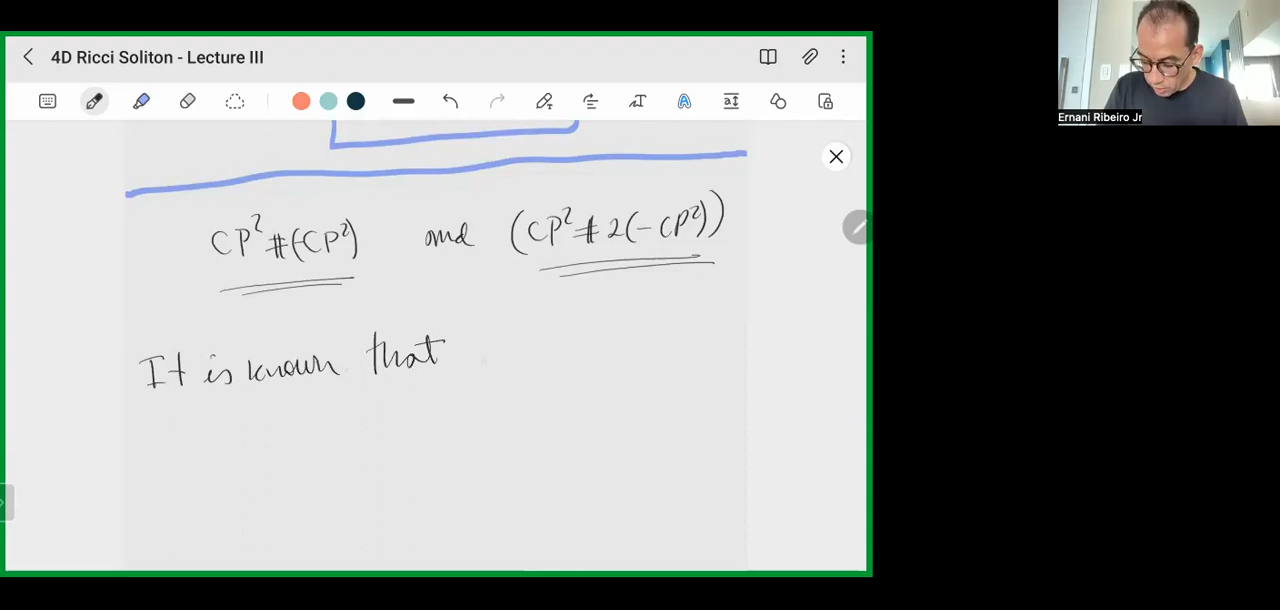 4D Ricci Soliton - Lecture III
Ernani Ribeiro Jr
CP² # (-CP²) and (CP² # 2(-CP²))
It is known that